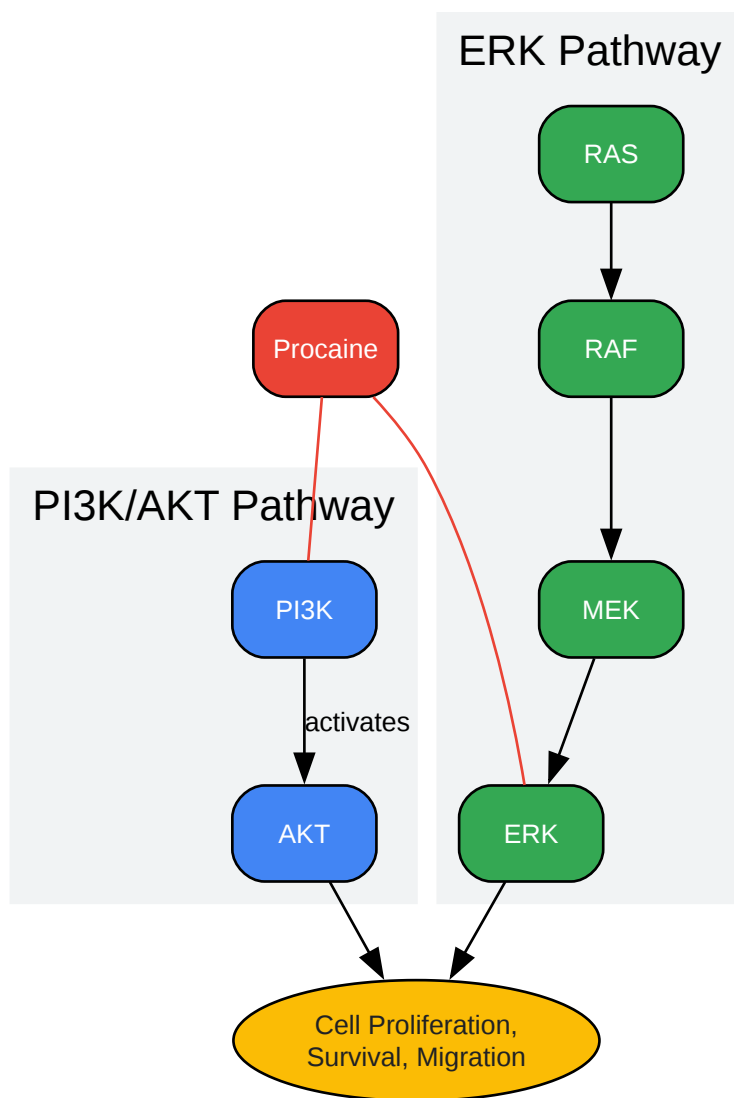 ERK Pathway
RAS
Procaine
RAF
PI3K/AKT Pathway
PI3K
MEK
activates
AKT
ERK
Cell Proliferation,
Survival, Migration